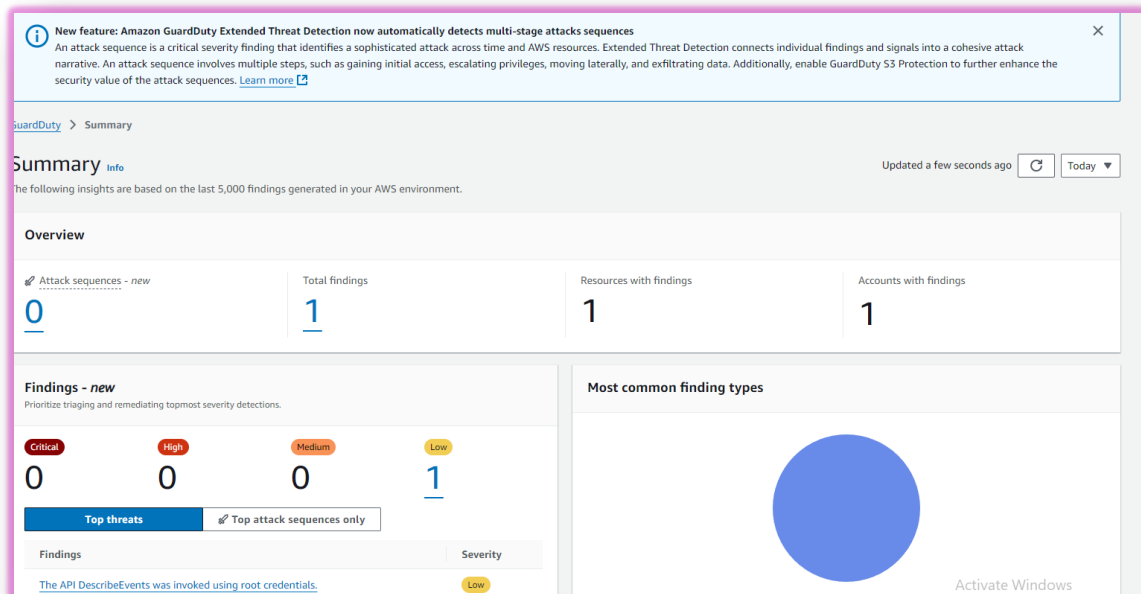 New feature: Amazon GuardDuty Extended Threat Detection now automatically detects multi-stage attacks sequences
An attack sequence is a critical severity finding that identifies a sophisticated attack across time and AWS resources. Extended Threat Detection connects individual findings and signals into a cohesive attack
narrative. An attack sequence involves multiple steps, such as gaining initial access, escalating privileges, moving laterally, and exfiltrating data. Additionally, enable GuardDuty S3 Protection to further enhance the
security value of the attack sequences. Learn more
GuardDuty > Summary
Summary Info
Updated a few seconds ago
Today
The following insights are based on the last 5,000 findings generated in your AWS environment.
Overview
Attack sequences - new
0
Total findings
1
Resources with findings
1
Accounts with findings
1
Findings - new
Prioritize triaging and remediating topmost severity detections.
Critical
0
High
0
Medium
0
Low
1
Top threats
Top attack sequences only
Findings
Severity
The API DescribeEvents was invoked using root credentials.
Low
Most common finding types
Activate Windows